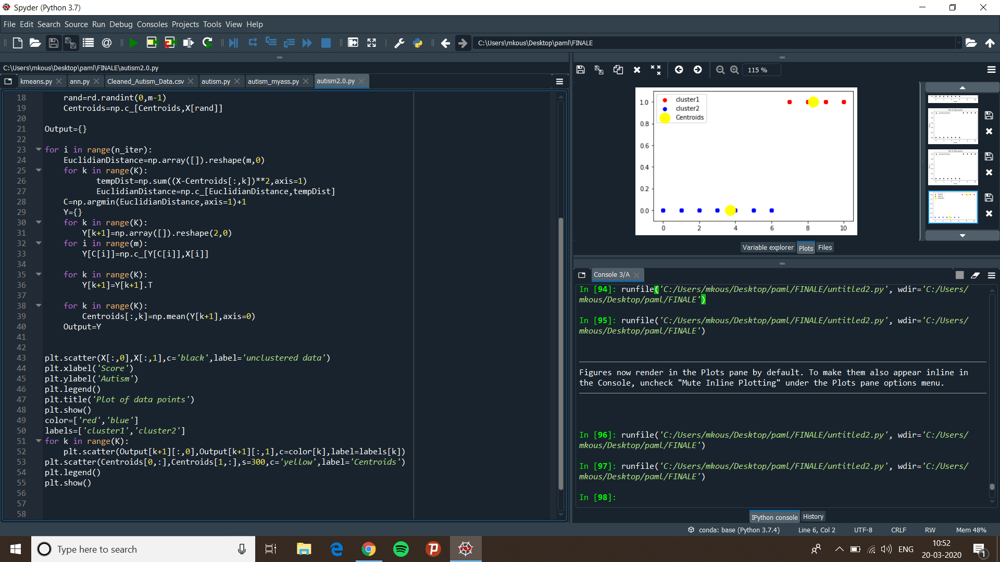 Spyder (Python 3.7)
File Edit Search Source Run Debug Consoles Projects Tools View Help
C:\Users\mkous\Desktop\paml\FINALE
C:\Users\mkous\Desktop\paml\FINALE\autism2.0.py
kmeans.py ann.py Cleaned_Autism_Data.csv autism.py autism_myass.py autism2.0.py
18 rand=rd.randint(0,m-1)
19 Centroids=np.c_[Centroids,X[rand]]
20
21 Output={}
22
23 for i in range(n_iter):
24 EuclidianDistance=np.array([]).reshape(m,0)
25 for k in range(K):
26 tempDist=np.sum((X-Centroids[:,k])**2,axis=1)
27 EuclidianDistance=np.c_[EuclidianDistance,tempDist]
28 C=np.argmin(EuclidianDistance,axis=1)+1
29 Y={}
30 for k in range(K):
31 Y[k+1]=np.array([]).reshape(2,0)
32 for i in range(m):
33 Y[C[i]]=np.c_[Y[C[i]],X[i]]
34
35 for k in range(K):
36 Y[k+1]=Y[k+1].T
37
38 for k in range(K):
39 Centroids[:,k]=np.mean(Y[k+1],axis=0)
40 Output=Y
41
42
43 plt.scatter(X[:,0],X[:,1],c='black',label='unclustered data')
44 plt.xlabel('Score')
45 plt.ylabel('Autism')
46 plt.legend()
47 plt.title('Plot of data points')
48 plt.show()
49 color=['red','blue']
50 labels=['cluster1','cluster2']
51 for k in range(K):
52 plt.scatter(Output[k+1][:,0],Output[k+1][:,1],c=color[k],label=labels[k])
53 plt.scatter(Centroids[0,:],Centroids[1,:],s=300,c='yellow',label='Centroids')
54 plt.legend()
55 plt.show()
56
57
58
115 %
cluster1
cluster2
Centroids
1.0
0.8
0.6
0.4
0.2
0.0
0 2 4 6 8 10
Variable explorer Plots Files
Console 3/A
In [94]: runfile('C:/Users/mkous/Desktop/paml/FINALE/untitled2.py', wdir='C:/Users/
mkous/Desktop/paml/FINALE')
In [95]: runfile('C:/Users/mkous/Desktop/paml/FINALE/untitled2.py', wdir='C:/Users/
mkous/Desktop/paml/FINALE')
Figures now render in the Plots pane by default. To make them also appear inline in
the Console, uncheck "Mute Inline Plotting" under the Plots pane options menu.
In [96]: runfile('C:/Users/mkous/Desktop/paml/FINALE/untitled2.py', wdir='C:/Users/
mkous/Desktop/paml/FINALE')
In [97]: runfile('C:/Users/mkous/Desktop/paml/FINALE/untitled2.py', wdir='C:/Users/
mkous/Desktop/paml/FINALE')
In [98]:
IPython console History
conda: base (Python 3.7.4) Line 6, Col 2 UTF-8 CRLF RW Mem 48%
Type here to search
ENG
10:52
20-03-2020
1